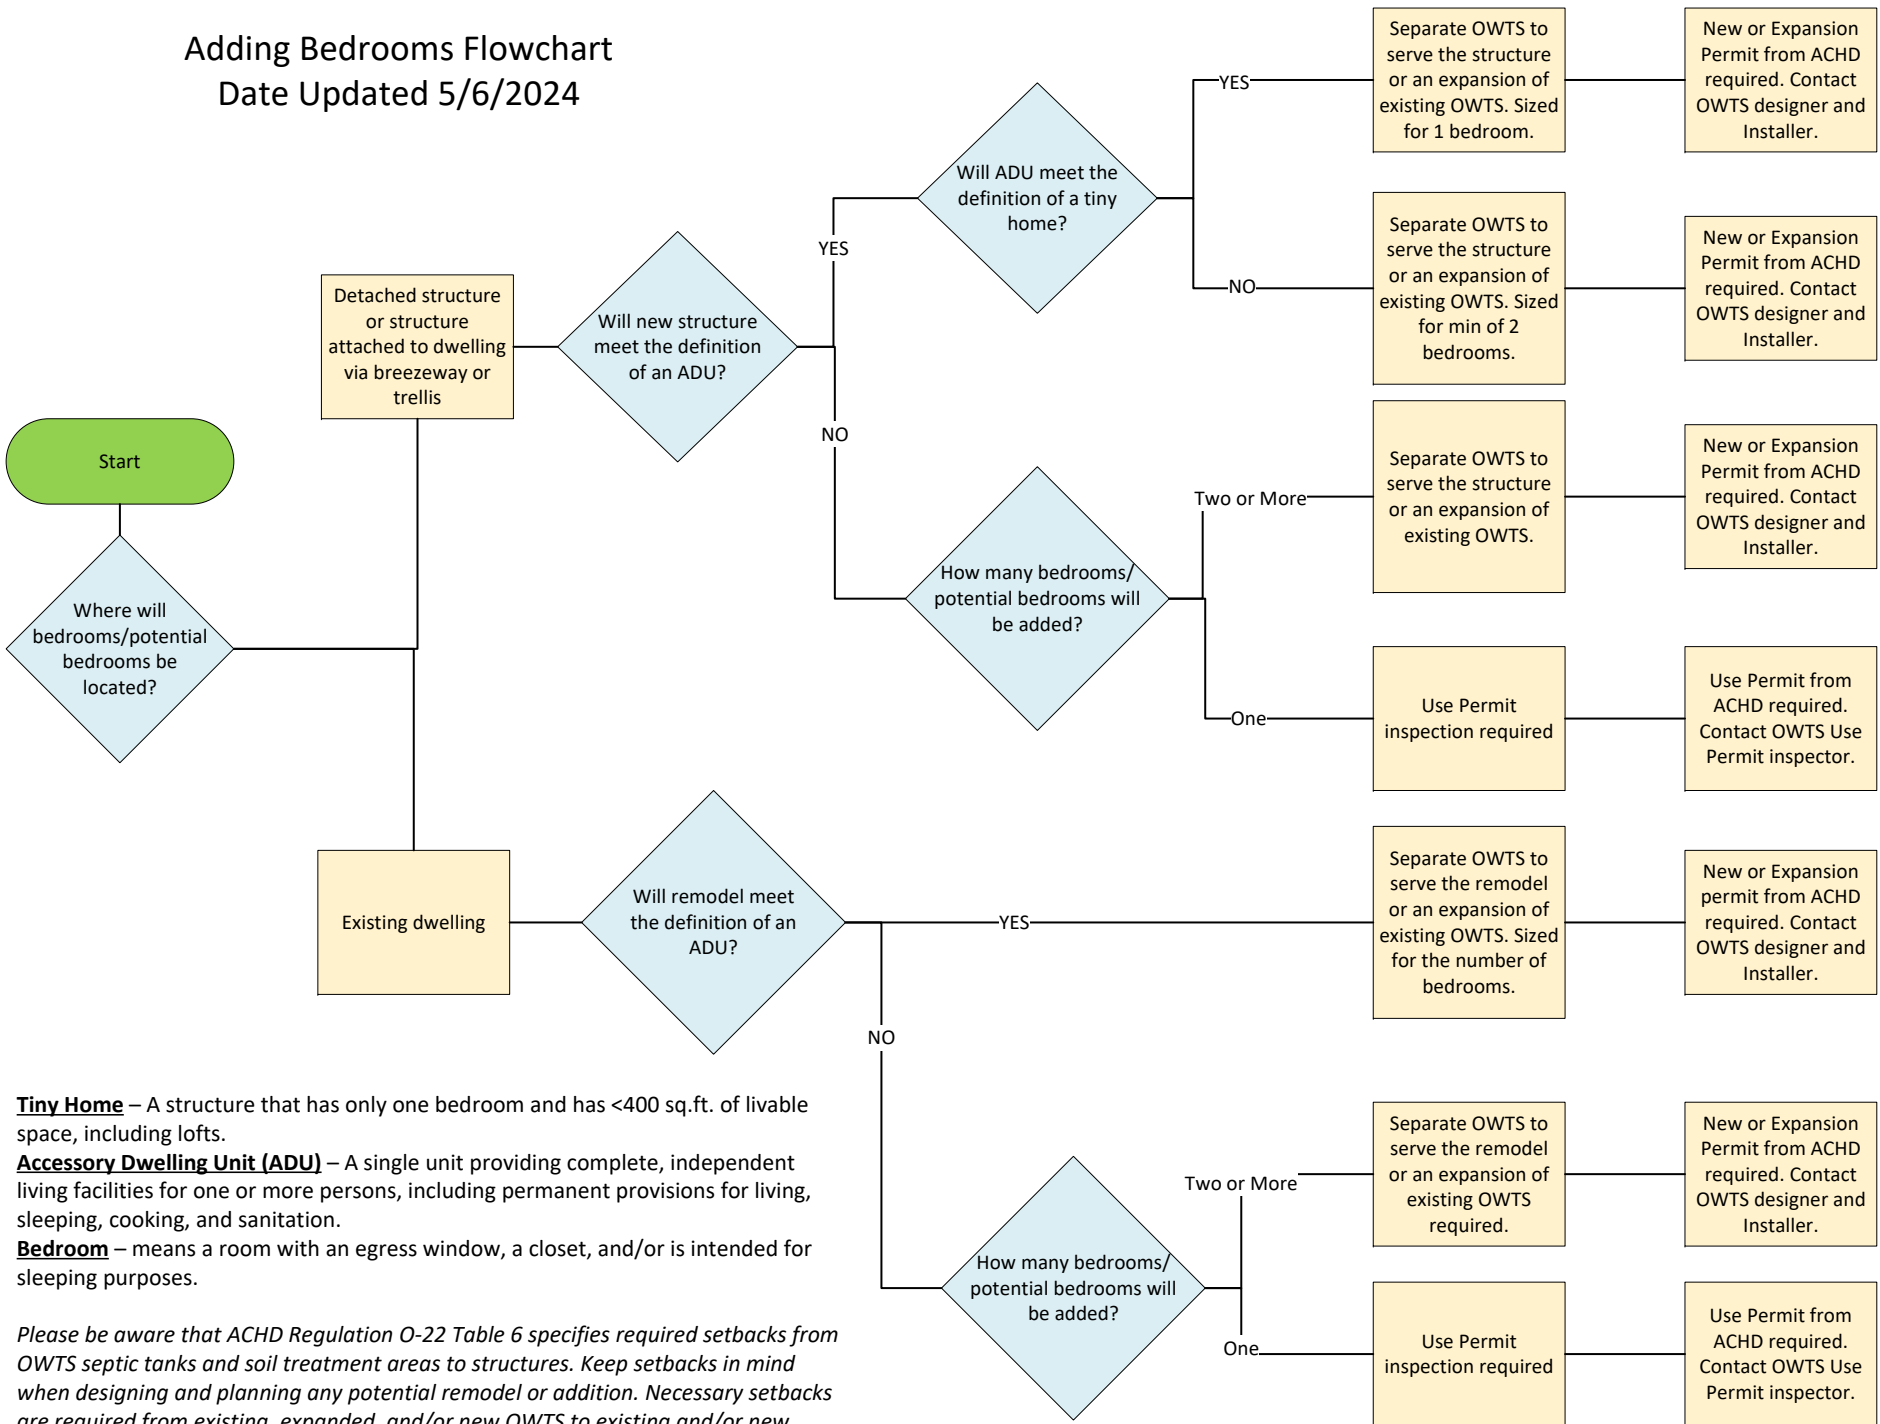 Adding Bedrooms Flowchart
Date Updated 5/6/2024
Start
Where will
bedrooms/potential
bedrooms be
located?
Detached structure
or structure
attached to dwelling
via breezeway or
trellis
Will new structure
meet the definition
of an ADU?
YES
Will ADU meet the
definition of a tiny
home?
YES
Separate OWTS to
serve the structure
or an expansion of
existing OWTS. Sized
for 1 bedroom.
New or Expansion
Permit from ACHD
required. Contact
OWTS designer and
Installer.
NO
Separate OWTS to
serve the structure
or an expansion of
existing OWTS. Sized
for min of 2
bedrooms.
New or Expansion
Permit from ACHD
required. Contact
OWTS designer and
Installer.
NO
How many bedrooms/
potential bedrooms will
be added?
Two or More
Separate OWTS to
serve the structure
or an expansion of
existing OWTS.
New or Expansion
Permit from ACHD
required. Contact
OWTS designer and
Installer.
One
Use Permit
inspection required
Use Permit from
ACHD required.
Contact OWTS Use
Permit inspector.
Existing dwelling
Will remodel meet
the definition of an
ADU?
YES
Separate OWTS to
serve the remodel
or an expansion of
existing OWTS. Sized
for the number of
bedrooms.
New or Expansion
permit from ACHD
required. Contact
OWTS designer and
Installer.
NO
How many bedrooms/
potential bedrooms will
be added?
Two or More
Separate OWTS to
serve the remodel
or an expansion of
existing OWTS
required.
New or Expansion
Permit from ACHD
required. Contact
OWTS designer and
Installer.
One
Use Permit
inspection required
Use Permit from
ACHD required.
Contact OWTS Use
Permit inspector.
Tiny Home – A structure that has only one bedroom and has <400 sq.ft. of livable
space, including lofts.
Accessory Dwelling Unit (ADU) – A single unit providing complete, independent
living facilities for one or more persons, including permanent provisions for living,
sleeping, cooking, and sanitation.
Bedroom – means a room with an egress window, a closet, and/or is intended for
sleeping purposes.
Please be aware that ACHD Regulation O-22 Table 6 specifies required setbacks from
OWTS septic tanks and soil treatment areas to structures. Keep setbacks in mind
when designing and planning any potential remodel or addition. Necessary setbacks
are required from existing, expanded, and/or new OWTS to existing and/or new